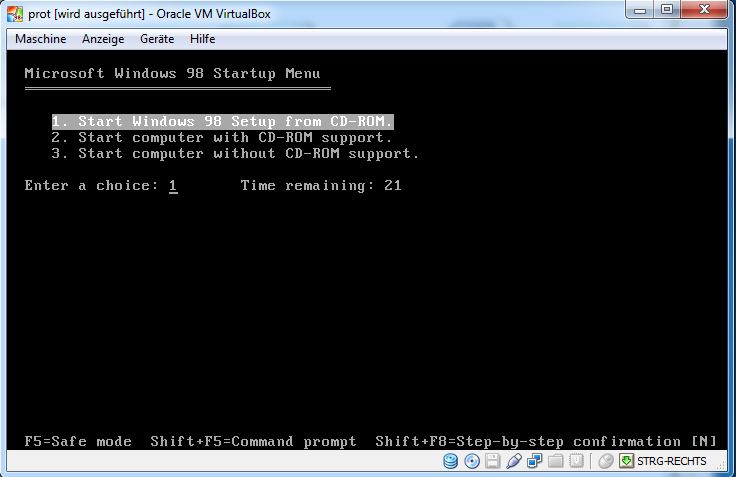 prot [wird ausgeführt] - Oracle VM VirtualBox
Maschine Anzeige Geräte Hilfe
Microsoft Windows 98 Startup Menu
1. Start Windows 98 Setup from CD-ROM.
2. Start computer with CD-ROM support.
3. Start computer without CD-ROM support.
Enter a choice: 1 Time remaining: 21
F5=Safe mode Shift+F5=Command prompt Shift+F8=Step-by-step confirmation [N]
STRG-RECHTS